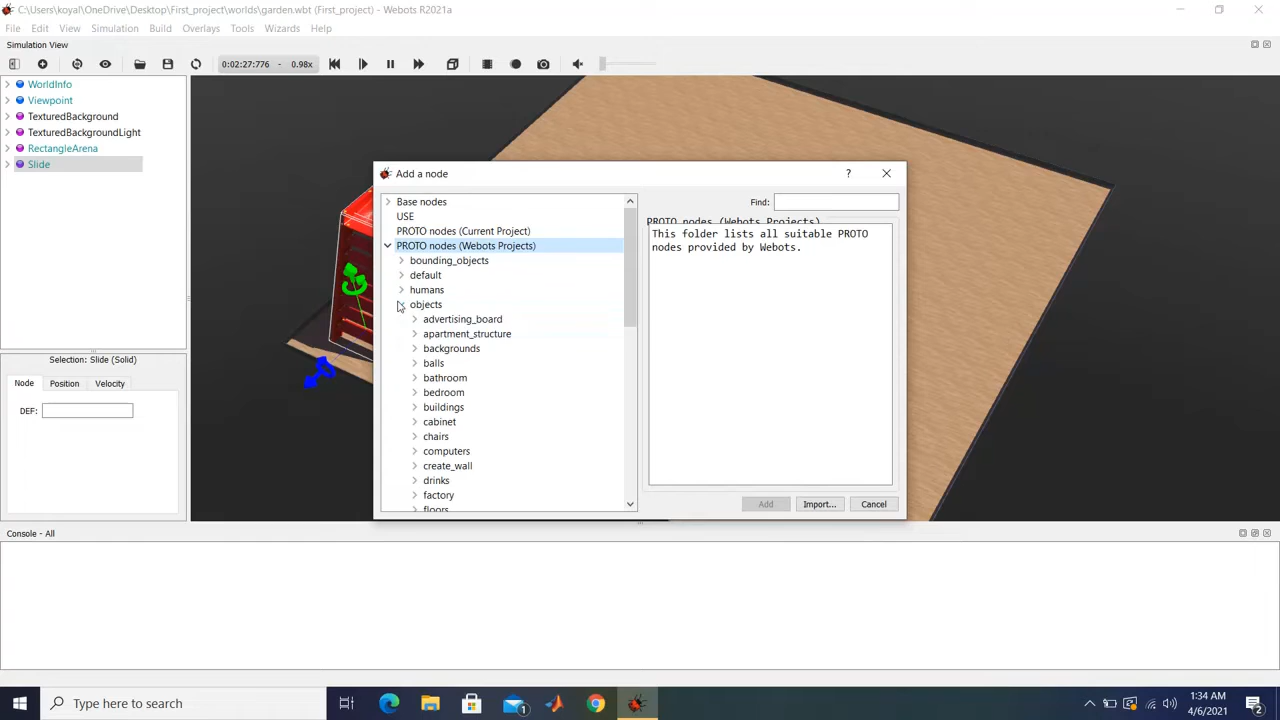 C:\Users\koyal\OneDrive\Desktop\First_project\worlds\garden.wbt (First_project) - Webots R2021a
File Edit View Simulation Build Overlays Tools Wizards Help
Simulation View
0:02:27:776 - 0.98x
WorldInfo
Viewpoint
TexturedBackground
TexturedBackgroundLight
RectangleArena
Slide
Selection: Slide (Solid)
Node Position Velocity
DEF:
Add a node
?
Base nodes
USE
PROTO nodes (Current Project)
PROTO nodes (Webots Projects)
bounding_objects
default
humans
objects
advertising_board
apartment_structure
backgrounds
balls
bathroom
bedroom
buildings
cabinet
chairs
computers
create_wall
drinks
factory
floors
Find:
PROTO nodes (Webots Projects)
This folder lists all suitable PROTO
nodes provided by Webots.
Add Import... Cancel
Console - All
Type here to search
1
1:34 AM
4/6/2021
2